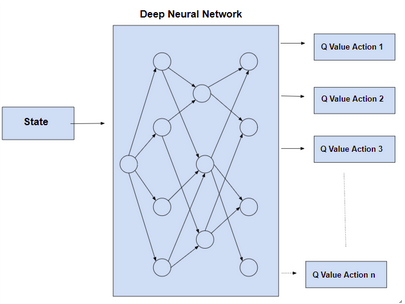 Deep Neural Network
State
Q Value Action 1
Q Value Action 2
Q Value Action 3
Q Value Action n